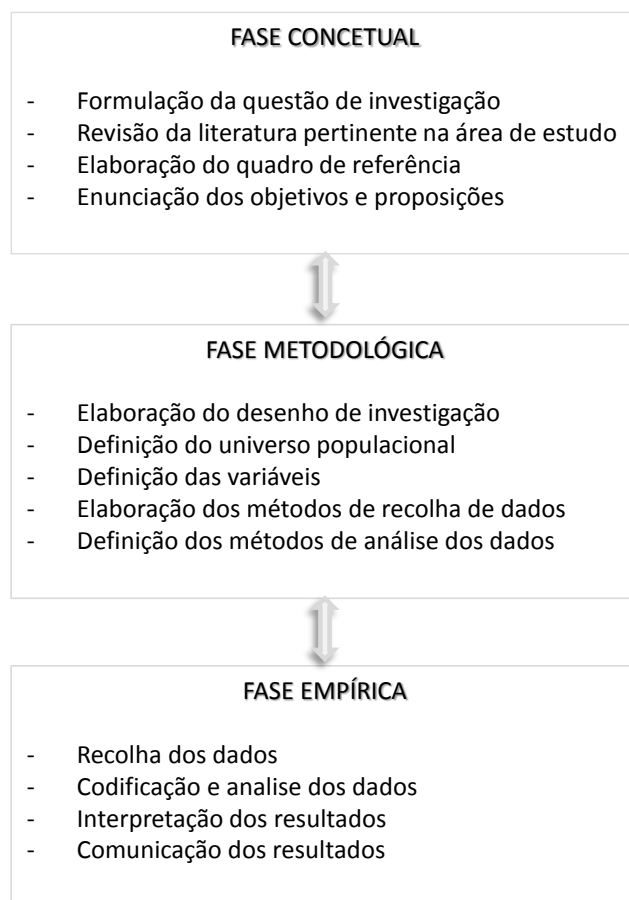 FASE CONCETUAL
- Formulação da questão de investigação
- Revisão da literatura pertinente na área de estudo
- Elaboração do quadro de referência
- Enunciação dos objetivos e proposições
FASE METODOLÓGICA
- Elaboração do desenho de investigação
- Definição do universo populacional
- Definição das variáveis
- Elaboração dos métodos de recolha de dados
- Definição dos métodos de análise dos dados
FASE EMPÍRICA
- Recolha dos dados
- Codificação e analise dos dados
- Interpretação dos resultados
- Comunicação dos resultados